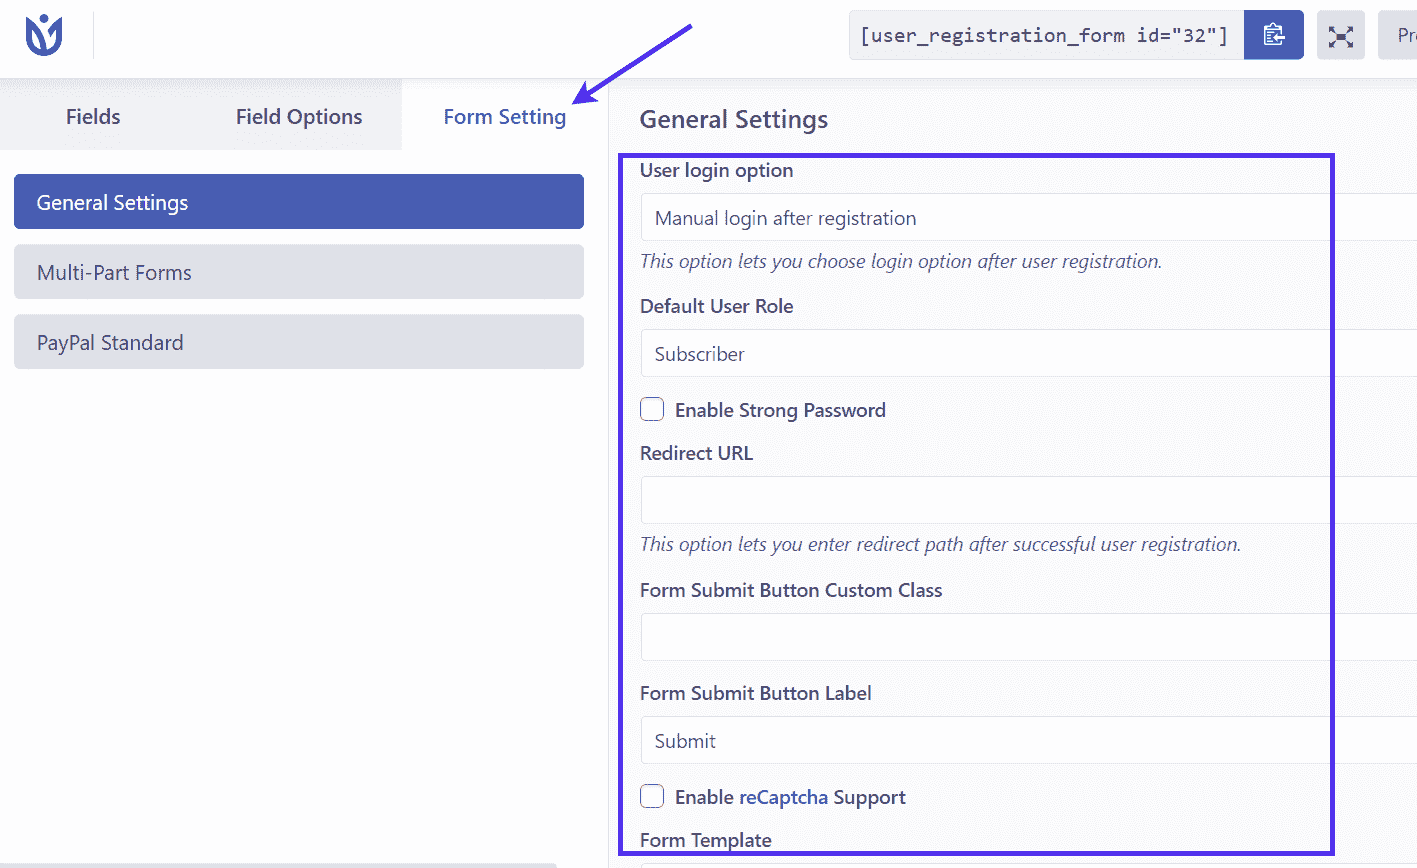 [user_registration_form id="32"]
Fields
Field Options
Form Setting
General Settings
Multi-Part Forms
PayPal Standard
General Settings
User login option
Manual login after registration
This option lets you choose login option after user registration.
Default User Role
Subscriber
Enable Strong Password
Redirect URL
This option lets you enter redirect path after successful user registration.
Form Submit Button Custom Class
Form Submit Button Label
Submit
Enable reCaptcha Support
Form Template